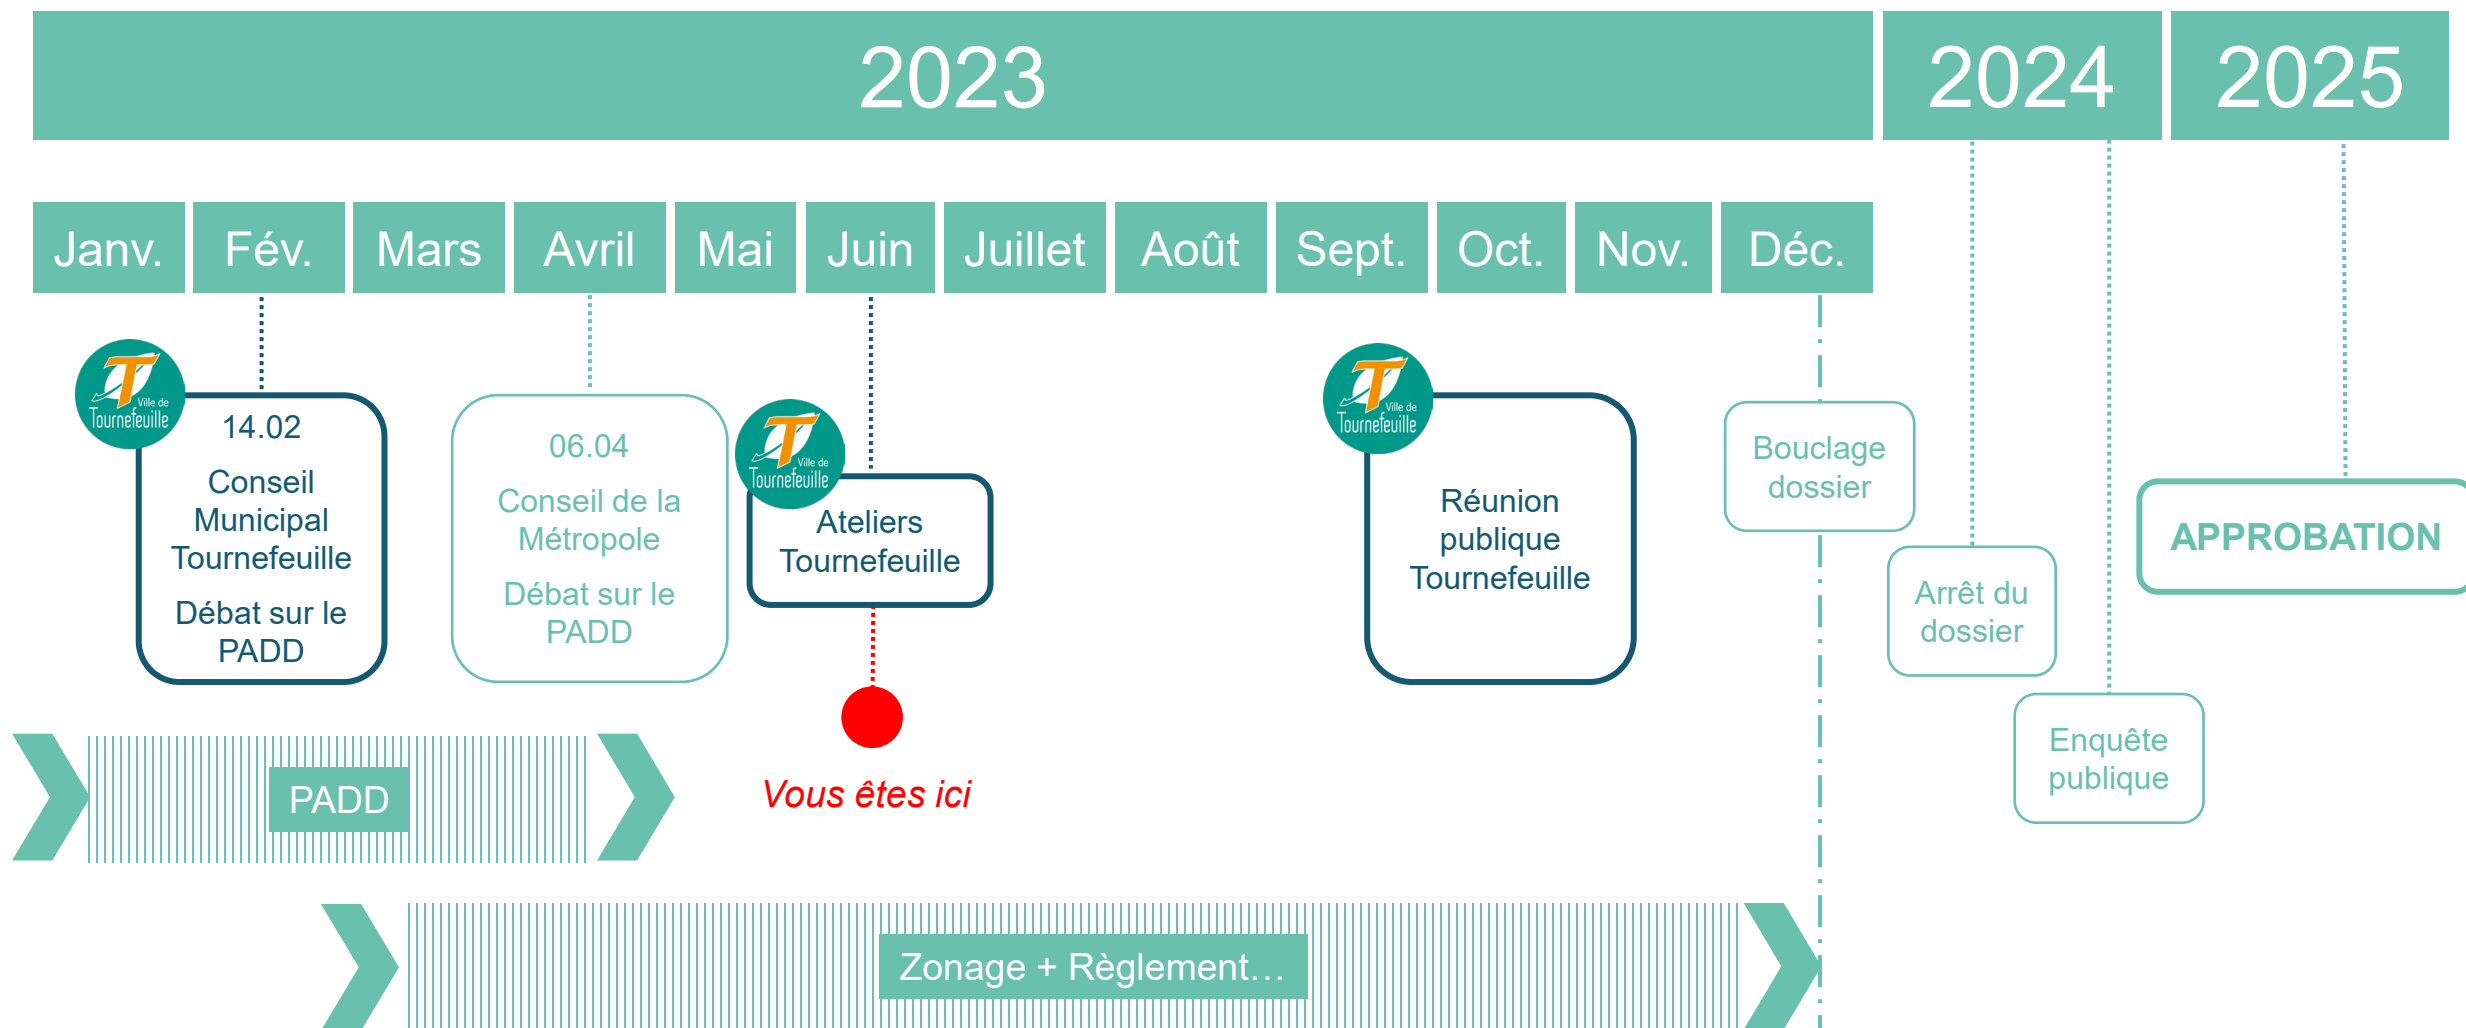 2023
2024
2025
Janv.
Fév.
Mars
Avril
Mai
Juin
Juillet
Août
Sept.
Oct.
Nov.
Déc.
T
Ville de
Tournefeuille
14.02
Conseil
Municipal
Tournefeuille
Débat sur le
PADD
06.04
Conseil de la
Métropole
Débat sur le
PADD
T
Ville de
Tournefeuille
Ateliers
Tournefeuille
Vous êtes ici
T
Ville de
Tournefeuille
Réunion
publique
Tournefeuille
Bouclage
dossier
Arrêt du
dossier
Enquête
publique
APPROBATION
PADD
Zonage + Règlement…